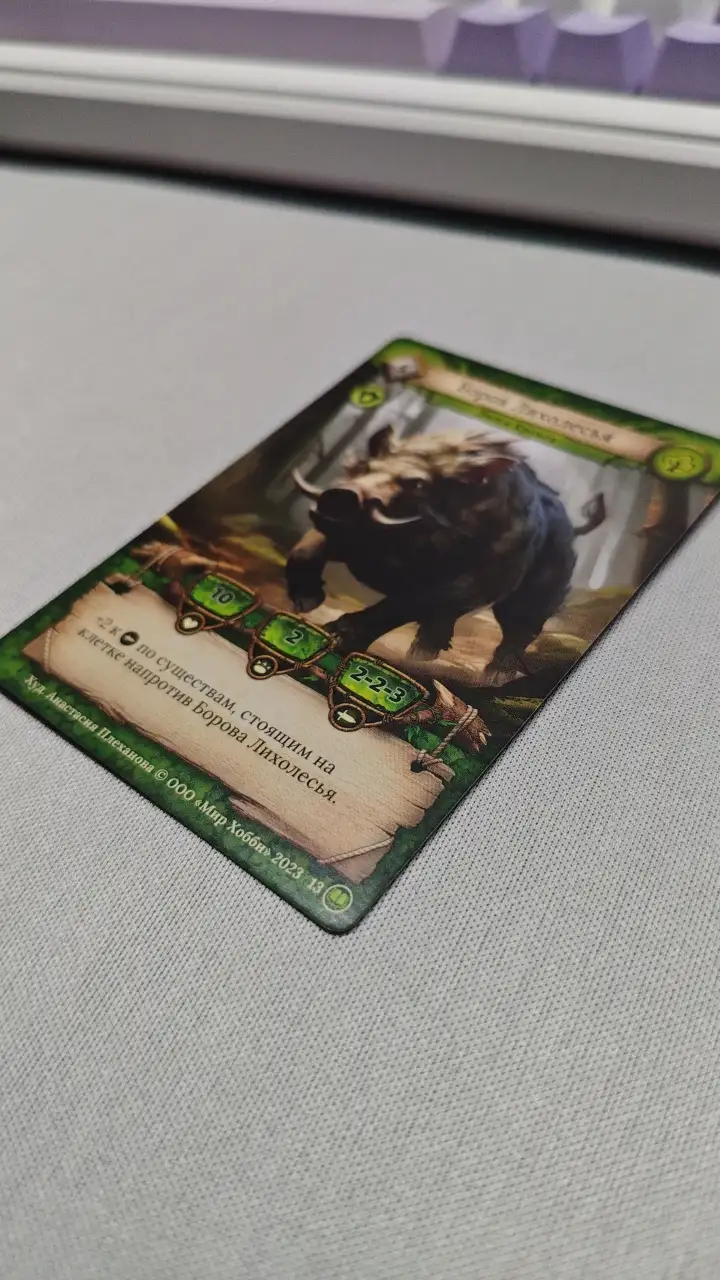 Боров Лихолесья
10
2
2-2-3
+2 к по существам, стоящим на
клетке напротив Борова Лихолесья.
Худ. Анастасия Плеханова © ООО «Мир Хобби» 2023 13